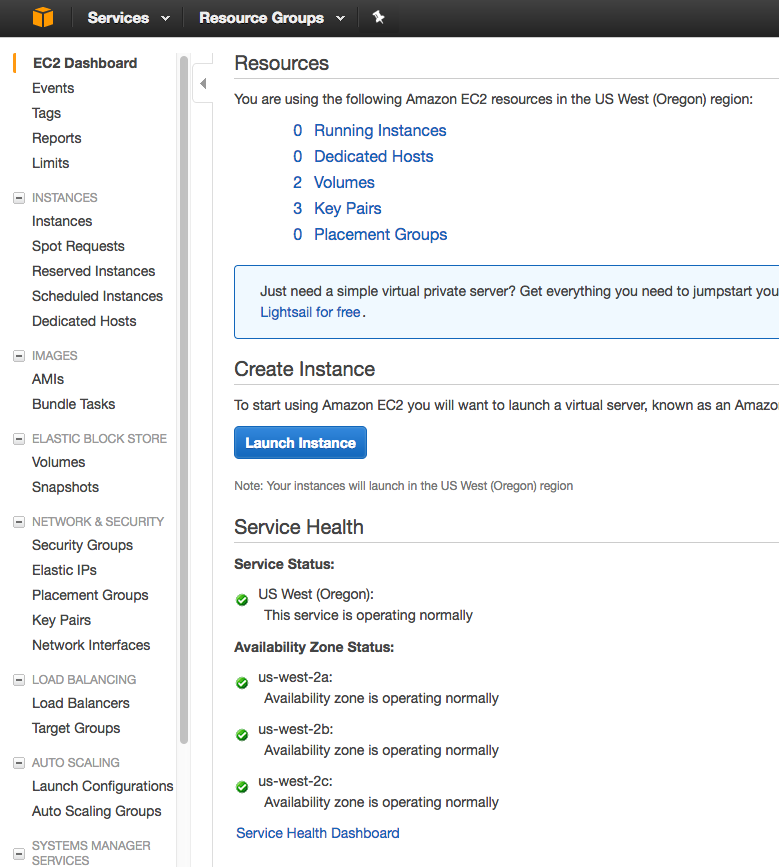 Services
Resource Groups
EC2 Dashboard
Events
Tags
Reports
Limits
INSTANCES
Instances
Spot Requests
Reserved Instances
Scheduled Instances
Dedicated Hosts
IMAGES
AMIs
Bundle Tasks
ELASTIC BLOCK STORE
Volumes
Snapshots
NETWORK & SECURITY
Security Groups
Elastic IPs
Placement Groups
Key Pairs
Network Interfaces
LOAD BALANCING
Load Balancers
Target Groups
AUTO SCALING
Launch Configurations
Auto Scaling Groups
SYSTEMS MANAGER
SERVICES
Resources
You are using the following Amazon EC2 resources in the US West (Oregon) region:
0 Running Instances
0 Dedicated Hosts
2 Volumes
3 Key Pairs
0 Placement Groups
Just need a simple virtual private server? Get everything you need to jumpstart you
Lightsail for free.
Create Instance
To start using Amazon EC2 you will want to launch a virtual server, known as an Amazo
Launch Instance
Note: Your instances will launch in the US West (Oregon) region
Service Health
Service Status:
US West (Oregon):
This service is operating normally
Availability Zone Status:
us-west-2a:
Availability zone is operating normally
us-west-2b:
Availability zone is operating normally
us-west-2c:
Availability zone is operating normally
Service Health Dashboard